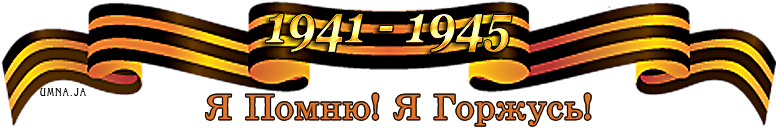 1941 - 1945
UMNA.JA
Я Помню! Я Горжусь!